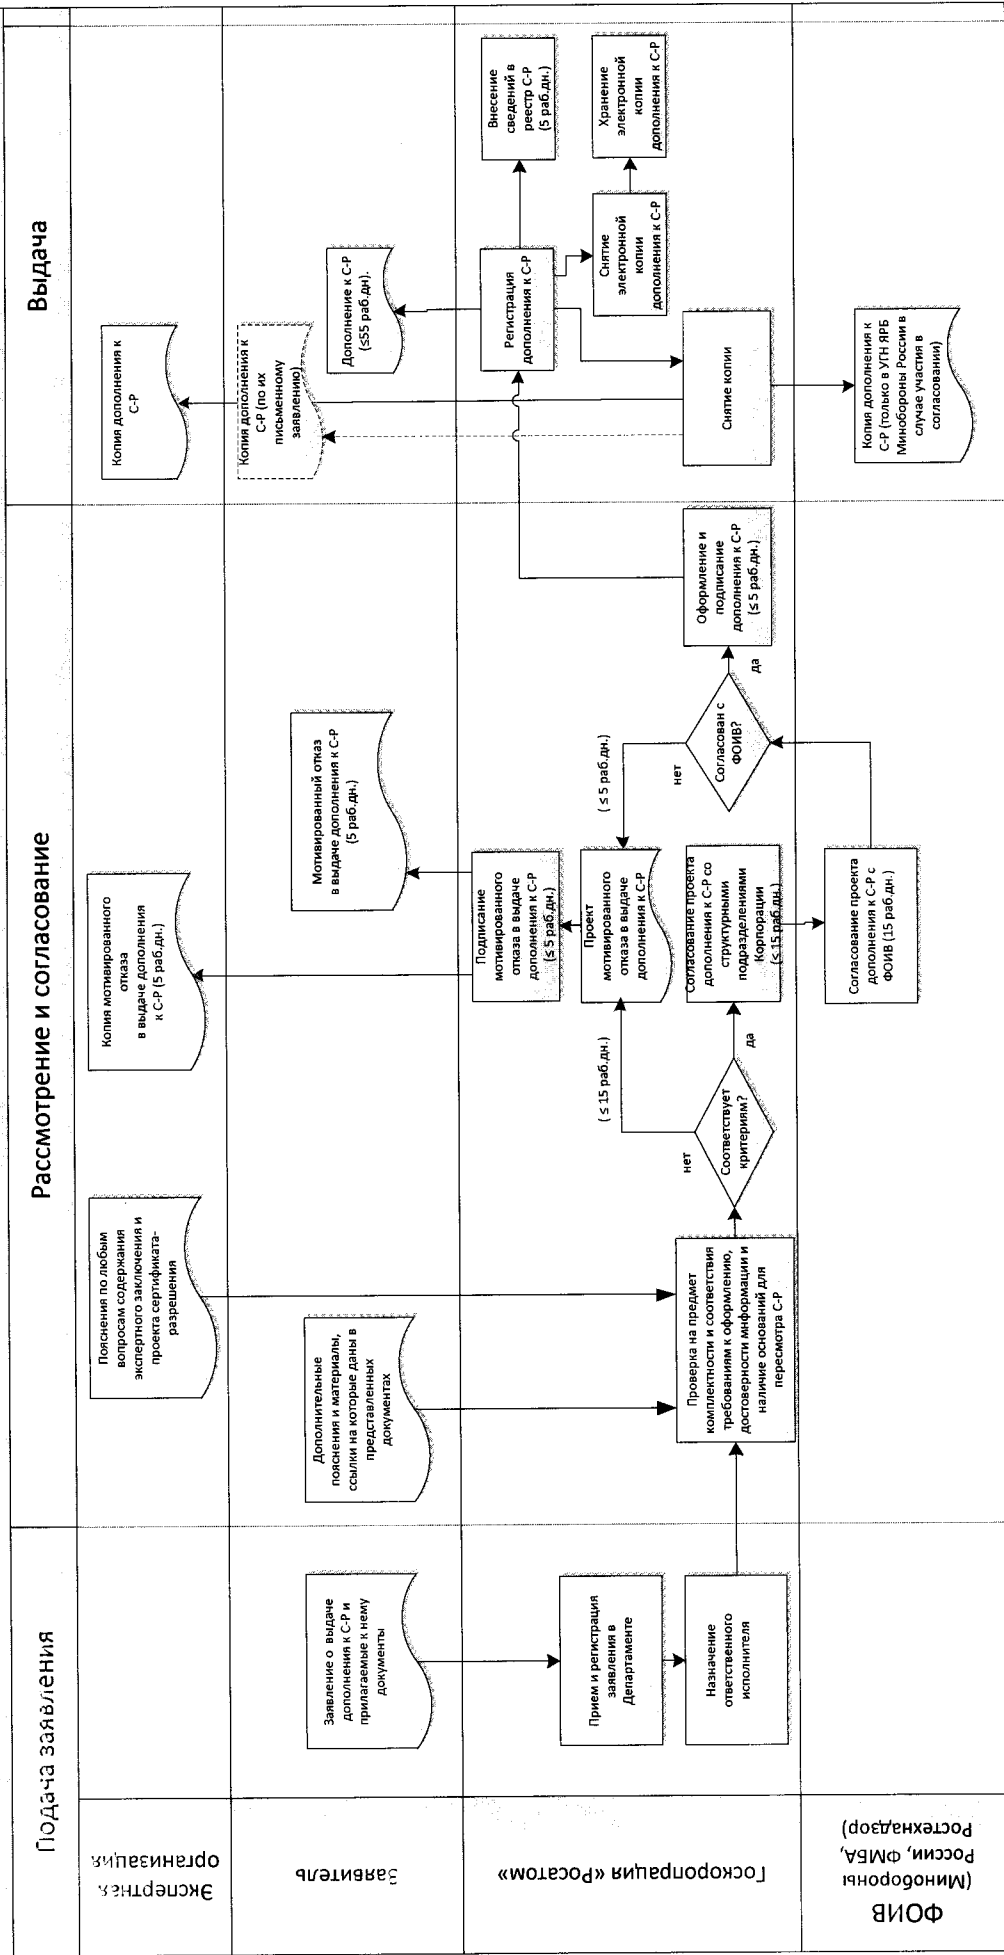 Подача заявления
Рассмотрение и согласование
Выдача
Экспертная
организация
Пояснения по любым
вопросам содержания
экспертного заключения и
проекта сертификата-
разрешения
Копия мотивированного
отказа
в выдаче дополнения
к С-Р (5 раб.дн.)
Копия дополнения к
С-Р
Заявитель
Заявление о выдаче
дополнения к С-Р и
прилагаемые к нему
документы
Дополнительные
пояснения и материалы,
ссылки на которые даны в
представленных
документах
Мотивированный отказ
в выдаче дополнения к С-Р
(5 раб.дн.)
Копия дополнения к
С-Р (по их
письменному
заявлению)
Дополнение к С-Р
(≤55 раб.дн).
Госкоропрация «Росатом»
Прием и регистрация
заявления в
Департаменте
Назначение
ответственного
исполнителя
Проверка на предмет
комплектности и соответствия
требованиям к оформлению,
достоверности мнформации и
наличие оснований для
пересмотра С-Р
Соответствует
критериям?
нет
да
( ≤ 15 раб.дн.)
Подписание
мотивированного
отказа в выдаче
дополнения к С-Р
(≤ 5 раб.дн.)
Проект
мотивированного
отказа в выдаче
дополнения к С-Р
Согласование проекта
дополнения к С-Р со
структурными
подразделениями
Корпорации
(≤ 15 раб.дн.)
( ≤ 5 раб.дн.)
Согласован с
ФОИВ?
нет
да
Оформление и
подписание
дополнения к С-Р
(≤ 5 раб.дн.)
Регистрация
дополнения к С-Р
Внесение
сведений в
реестр С-Р
(5 раб.дн.)
Снятие
электронной
копии
дополнения к С-Р
Хранение
электронной
копии
дополнения к С-Р
Снятие копии
ФОИВ
(Минобороны
России, ФМБА,
Ростехнадзор)
Согласование проекта
дополнения к С-Р с
ФОИВ (15 раб.дн.)
Копия дополнения к
С-Р (только в УГН ЯРБ
Минобороны России в
случае участия в
согласовании)